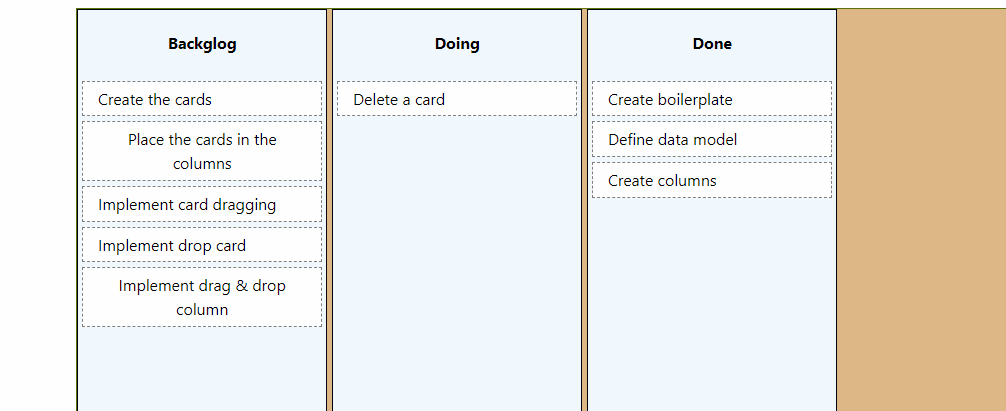 Backglog
Create the cards
Place the cards in the
columns
Implement card dragging
Implement drop card
Implement drag & drop
column
Doing
Delete a card
Done
Create boilerplate
Define data model
Create columns